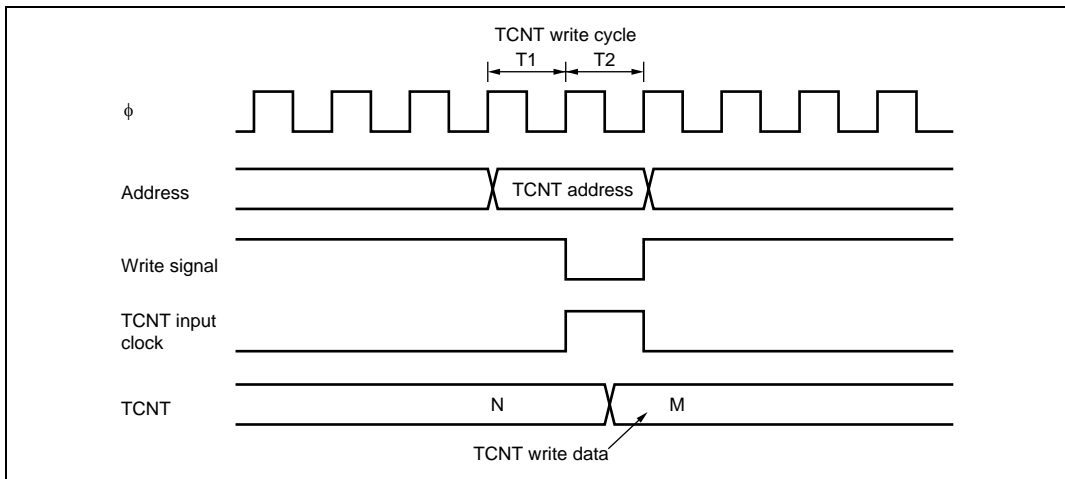 TCNT write cycle
T1 T2
ϕ
Address
TCNT address
Write signal
TCNT input
clock
TCNT
N
M
TCNT write data